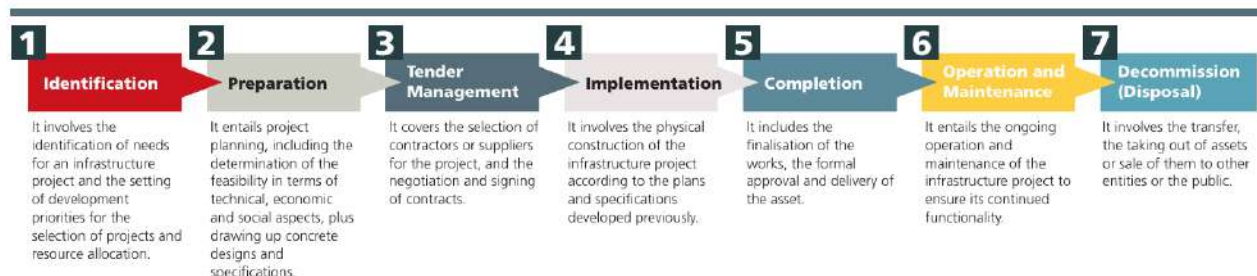 1
Identification
It involves the
identification of needs
for an infrastructure
project and the setting
of development
priorities for the
selection of projects and
resource allocation.
2
Preparation
It entails project
planning, including the
determination of the
feasibility in terms of
technical, economic
and social aspects, plus
drawing up concrete
designs and
specifications.
3
Tender
Management
It covers the selection of
contractors or suppliers
for the project, and the
negotiation and signing
of contracts.
4
Implementation
It involves the physical
construction of the
infrastructure project
according to the plans
and specifications
developed previously.
5
Completion
It includes the
finalisation of the
works, the formal
approval and delivery of
the asset.
6
Operation and
Maintenance
It entails the ongoing
operation and
maintenance of the
infrastructure project to
ensure its continued
functionality.
7
Decommission
(Disposal)
It involves the transfer,
the taking out of assets
or sale of them to other
entities or the public.